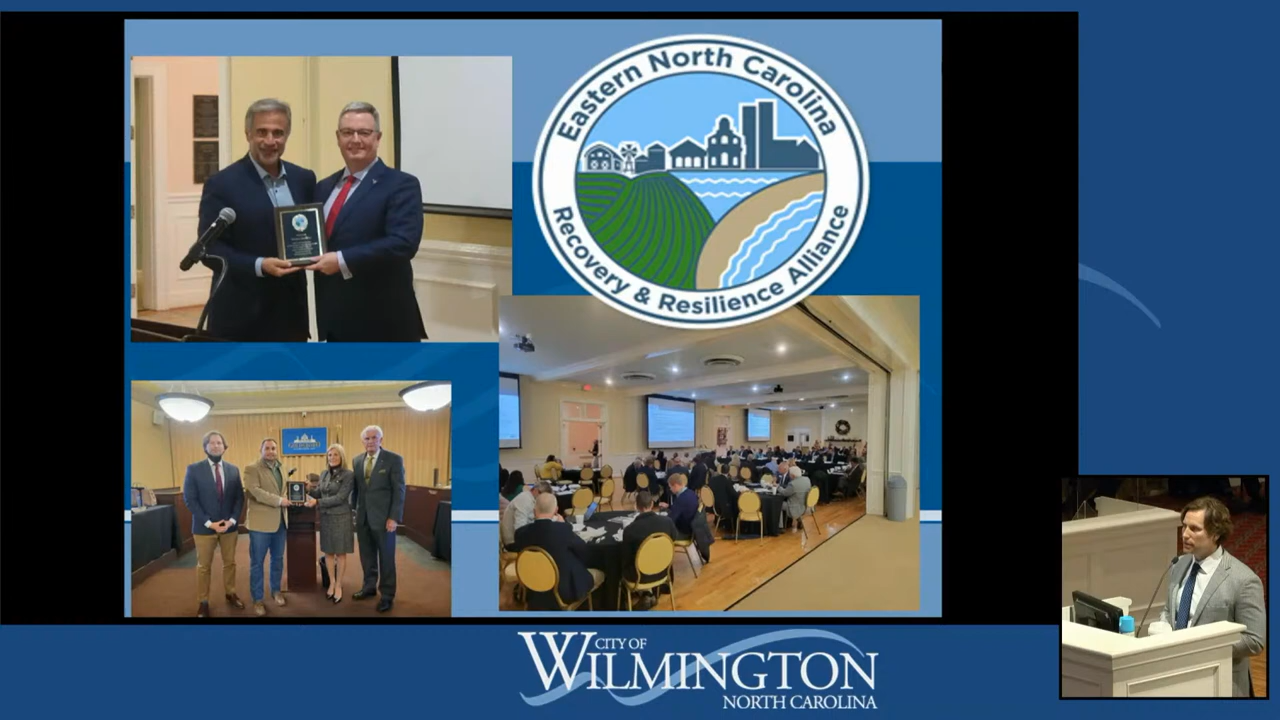 Eastern North Carolina
Recovery & Resilience Alliance
CITY OF
WILMINGTON
NORTH CAROLINA